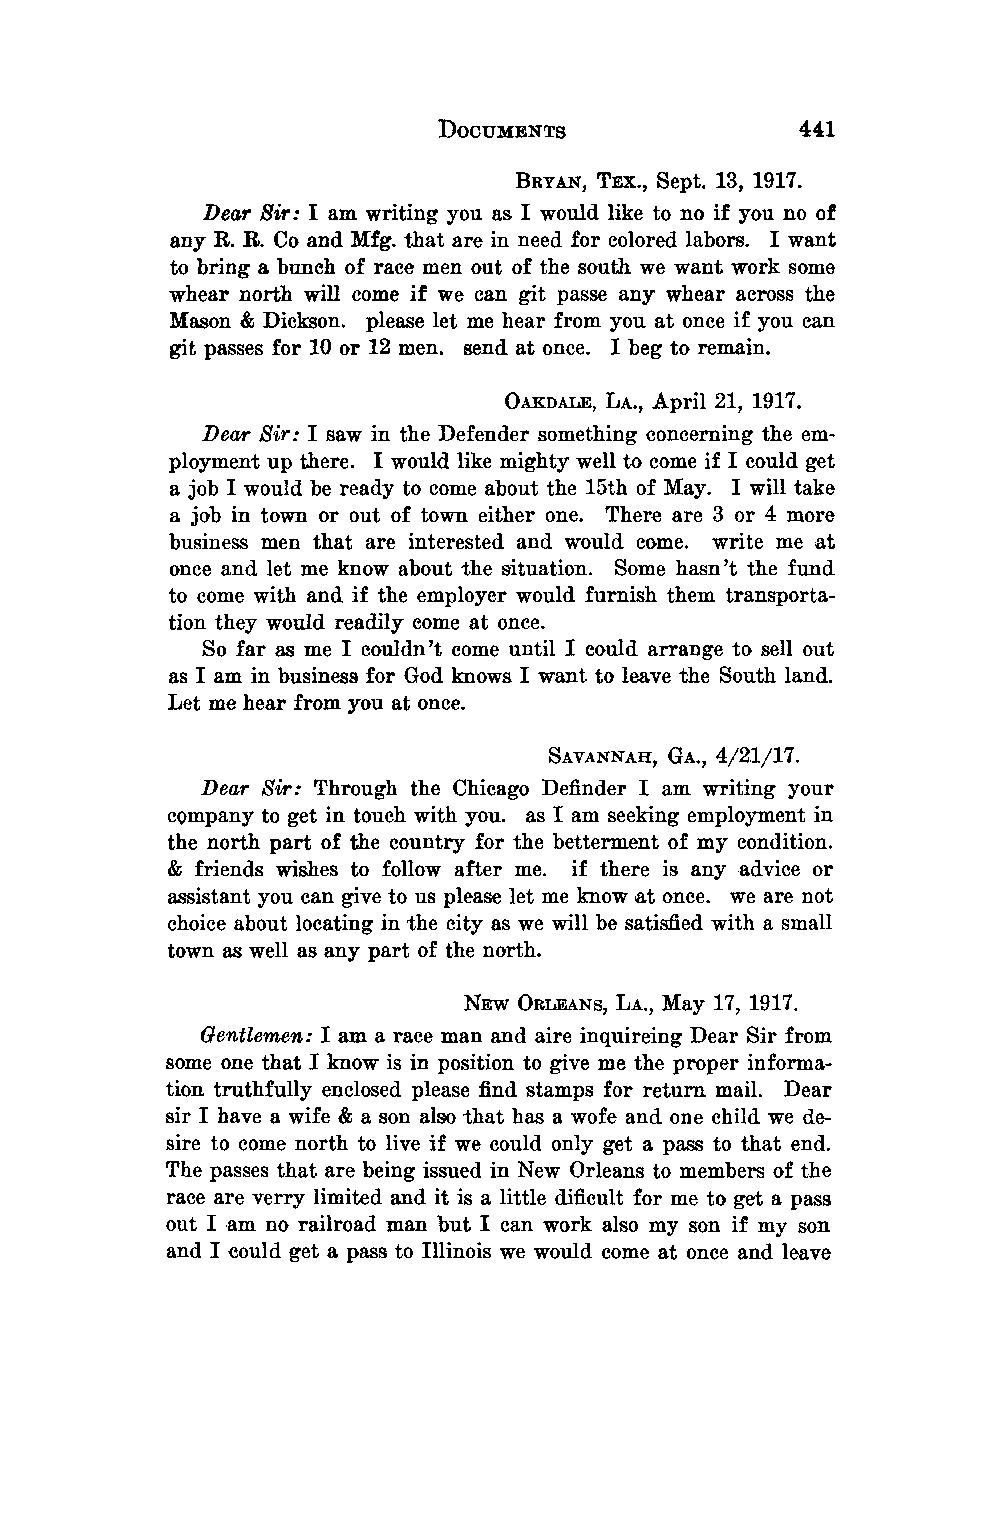 DOCUMENTS 441
BRYAN, TEX., Sept. 13, 1917.
Dear Sir: I am writing you as I would like to no if you no of
any R. R. Co and Mfg. that are in need for colored labors. I want
to bring a bunch of race men out of the south we want work some
whear north will come if we can git passe any whear across the
Mason & Dickson. please let me hear from you at once if you can
git passes for 10 or 12 men. send at once. I beg to remain.
OAKDALE, LA., April 21, 1917.
Dear Sir: I saw in the Defender something concerning the em-
ployment up there. I would like mighty well to come if I could get
a job I would be ready to come about the 15th of May. I will take
a job in town or out of town either one. There are 3 or 4 more
business men that are interested and would come. write me at
once and let me know about the situation. Some hasn't the fund
to come with and if the employer would furnish them transporta-
tion they would readily come at once.
So far as me I couldn't come until I could arrange to sell out
as I am in business for God knows I want to leave the South land.
Let me hear from you at once.
SAVANNAH, GA., 4/21/17.
Dear Sir: Through the Chicago Definder I am writing your
company to get in touch with you. as I am seeking employment in
the north part of the country for the betterment of my condition.
& friends wishes to follow after me. if there is any advice or
assistant you can give to us please let me know at once. we are not
choice about locating in the city as we will be satisfied with a small
town as well as any part of the north.
NEW ORLEANS, LA., May 17, 1917.
Gentlemen: I am a race man and aire inquireing Dear Sir from
some one that I know is in position to give me the proper informa-
tion truthfully enclosed please find stamps for return mail. Dear
sir I have a wife & a son also that has a wofe and one child we de-
sire to come north to live if we could only get a pass to that end.
The passes that are being issued in New Orleans to members of the
race are verry limited and it is a little dificult for me to get a pass
out I am no railroad man but I can work also my son if my son
and I could get a pass to Illinois we would come at once and leave